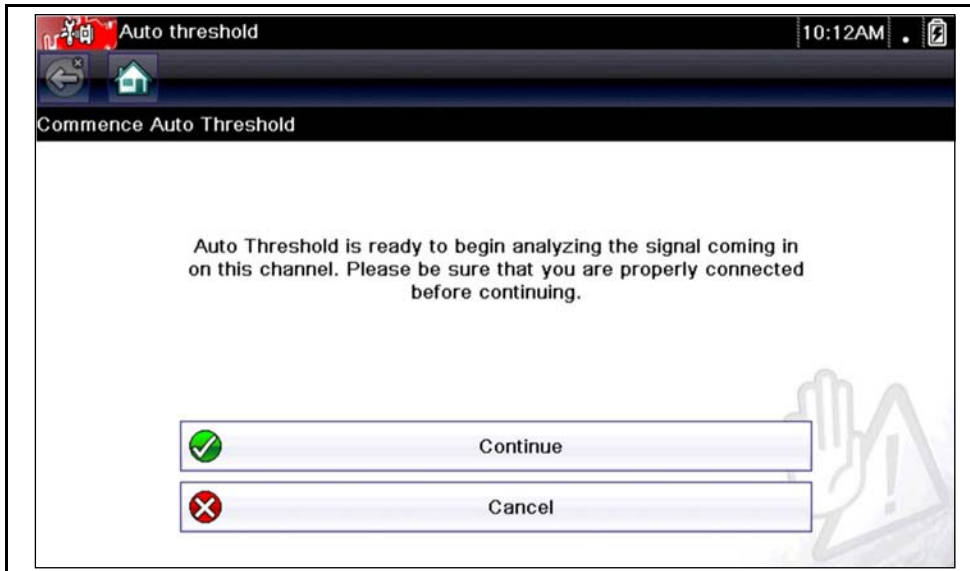 Auto threshold
10:12AM
Commence Auto Threshold
Auto Threshold is ready to begin analyzing the signal coming in
on this channel. Please be sure that you are properly connected
before continuing.
Continue
Cancel